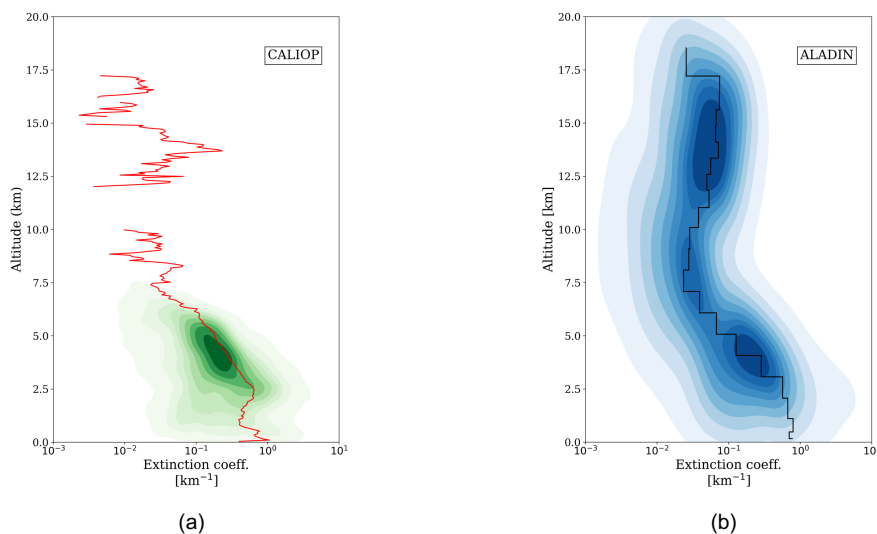 20.0
17.5
15.0
12.5
10.0
7.5
5.0
2.5
0.0
Altitude (km)
CALIOP
10⁻³ 10⁻² 10⁻¹ 10⁰ 10¹
Extinction coeff.
[km⁻¹]
(a)
20.0
17.5
15.0
12.5
10.0
7.5
5.0
2.5
0.0
Altitude [km]
ALADIN
10⁻³ 10⁻² 10⁻¹ 10⁰ 10¹
Extinction coeff.
[km⁻¹]
(b)